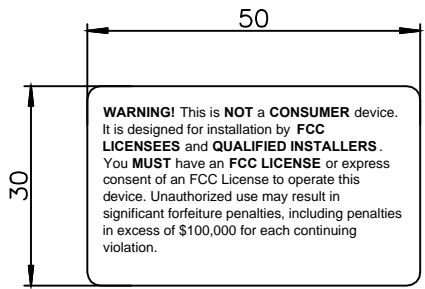 50
30
WARNING! This is NOT a CONSUMER device.
It is designed for installation by FCC
LICENSEES and QUALIFIED INSTALLERS.
You MUST have an FCC LICENSE or express
consent of an FCC License to operate this
device. Unauthorized use may result in
significant forfeiture penalties, including penalties
in excess of $100,000 for each continuing
violation.